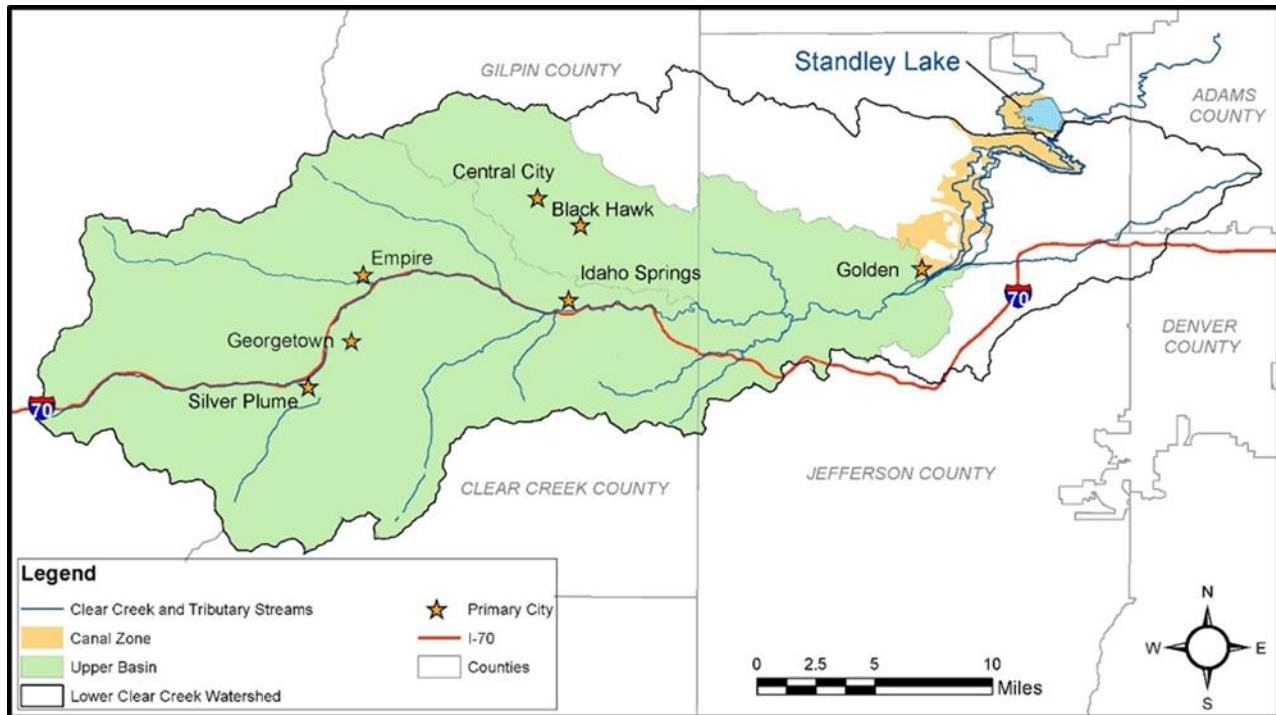 GILPIN COUNTY
Standley Lake
ADAMS
COUNTY
Central City
Black Hawk
Empire
Idaho Springs
Golden
70
Georgetown
DENVER
COUNTY
Silver Plume
70
CLEAR CREEK COUNTY
JEFFERSON COUNTY
Legend
Clear Creek and Tributary Streams
Primary City
Canal Zone
I-70
Upper Basin
Counties
Lower Clear Creek Watershed
0 2.5 5 10
Miles
N
W E
S